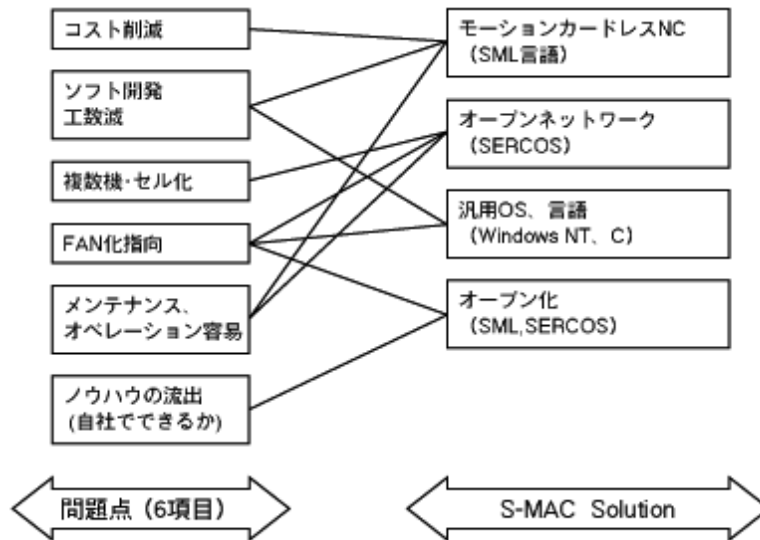 コスト削減
ソフト開発
工数減
複数機・セル化
FAN化指向
メンテナンス、
オペレーション容易
ノウハウの流出
(自社でできるか)
モーションカードレスNC
(SML言語)
オープンネットワーク
(SERCOS)
汎用OS、言語
(Windows NT、C)
オープン化
(SML,SERCOS)
問題点(6項目)
S-MAC Solution